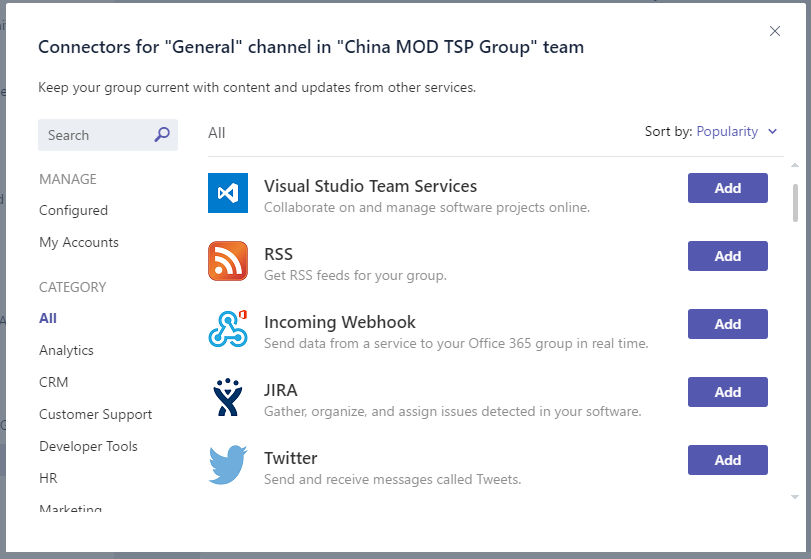 Connectors for "General" channel in "China MOD TSP Group" team
Keep your group current with content and updates from other services.
Search
All
Sort by: Popularity
MANAGE
Configured
My Accounts
CATEGORY
All
Analytics
CRM
Customer Support
Developer Tools
HR
Marketing
Visual Studio Team Services
Collaborate on and manage software projects online.
Add
RSS
Get RSS feeds for your group.
Add
Incoming Webhook
Send data from a service to your Office 365 group in real time.
Add
JIRA
Gather, organize, and assign issues detected in your software.
Add
Twitter
Send and receive messages called Tweets.
Add